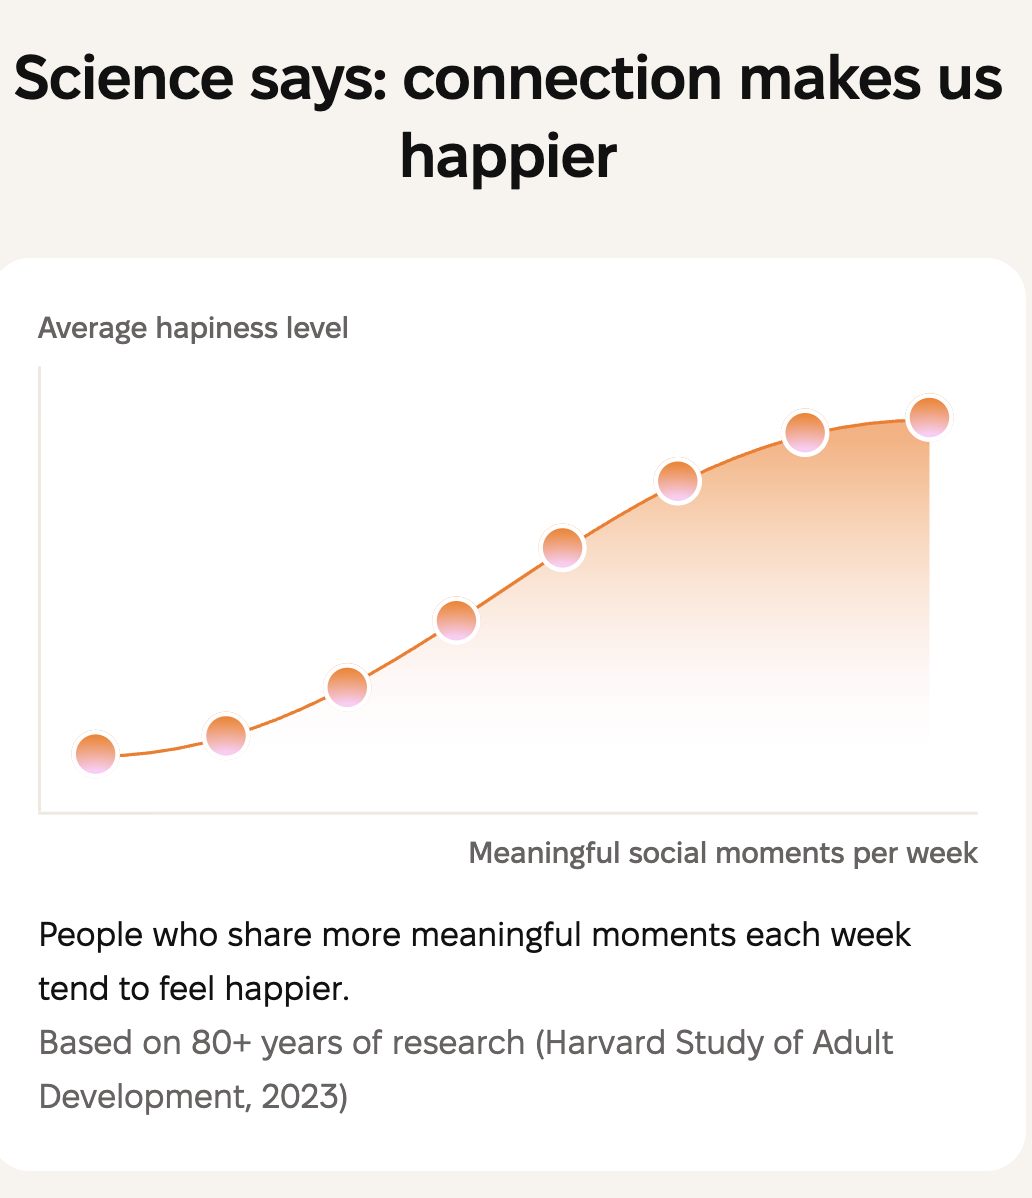 Science says: connection makes us
happier
Average hapiness level
Meaningful social moments per week
People who share more meaningful moments each week
tend to feel happier.
Based on 80+ years of research (Harvard Study of Adult
Development, 2023)